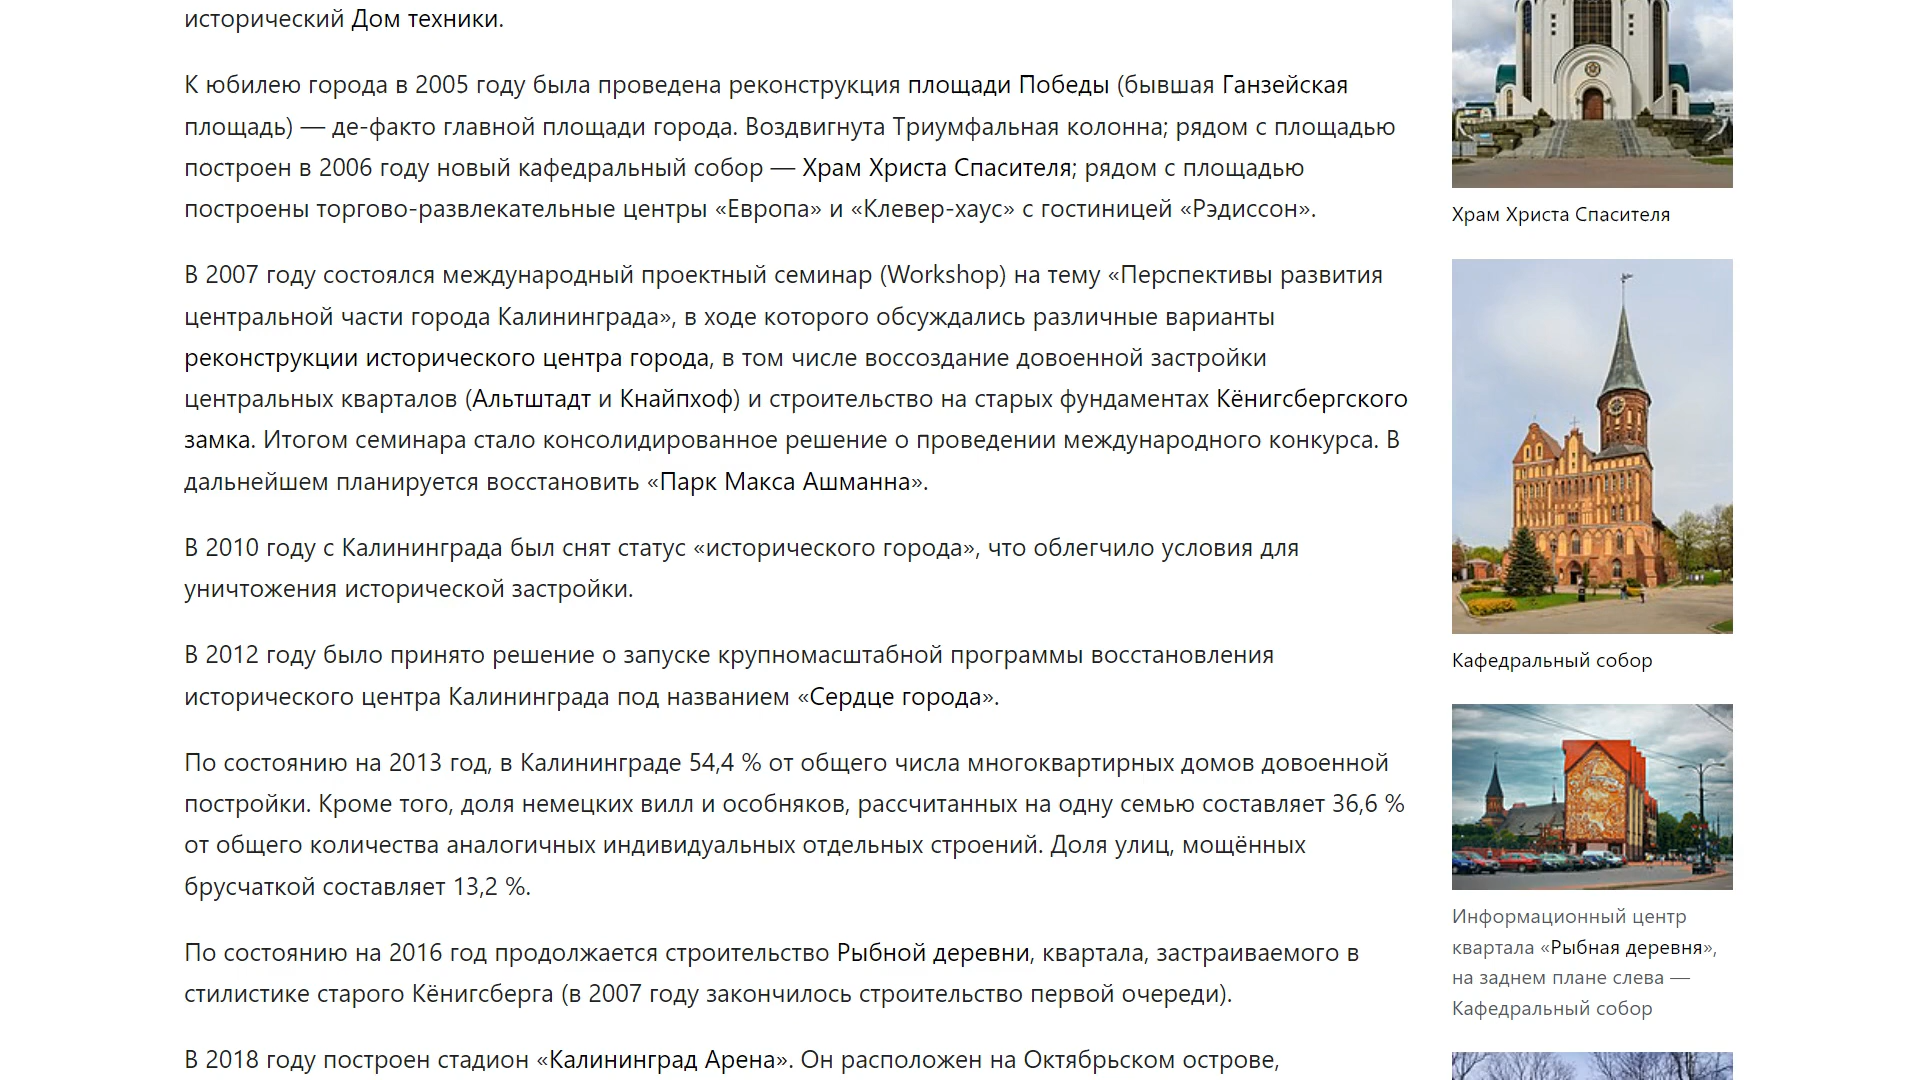 исторический Дом техники.
К юбилею города в 2005 году была проведена реконструкция площади Победы (бывшая Ганзейская
площадь) — де-факто главной площади города. Воздвигнута Триумфальная колонна; рядом с площадью
построен в 2006 году новый кафедральный собор — Храм Христа Спасителя; рядом с площадью
построены торгово-развлекательные центры «Европа» и «Клевер-хаус» с гостиницей «Рэдиссон».
В 2007 году состоялся международный проектный семинар (Workshop) на тему «Перспективы развития
центральной части города Калининграда», в ходе которого обсуждались различные варианты
реконструкции исторического центра города, в том числе воссоздание довоенной застройки
центральных кварталов (Альтштадт и Кнайпхоф) и строительство на старых фундаментах Кёнигсбергского
замка. Итогом семинара стало консолидированное решение о проведении международного конкурса. В
дальнейшем планируется восстановить «Парк Макса Ашманна».
В 2010 году с Калининграда был снят статус «исторического города», что облегчило условия для
уничтожения исторической застройки.
В 2012 году было принято решение о запуске крупномасштабной программы восстановления
исторического центра Калининграда под названием «Сердце города».
По состоянию на 2013 год, в Калининграде 54,4 % от общего числа многоквартирных домов довоенной
постройки. Кроме того, доля немецких вилл и особняков, рассчитанных на одну семью составляет 36,6 %
от общего количества аналогичных индивидуальных отдельных строений. Доля улиц, мощённых
брусчаткой составляет 13,2 %.
По состоянию на 2016 год продолжается строительство Рыбной деревни, квартала, застраиваемого в
стилистике старого Кёнигсберга (в 2007 году закончилось строительство первой очереди).
В 2018 году построен стадион «Калининград Арена». Он расположен на Октябрьском острове,
Храм Христа Спасителя
Кафедральный собор
Информационный центр
квартала «Рыбная деревня»,
на заднем плане слева —
Кафедральный собор